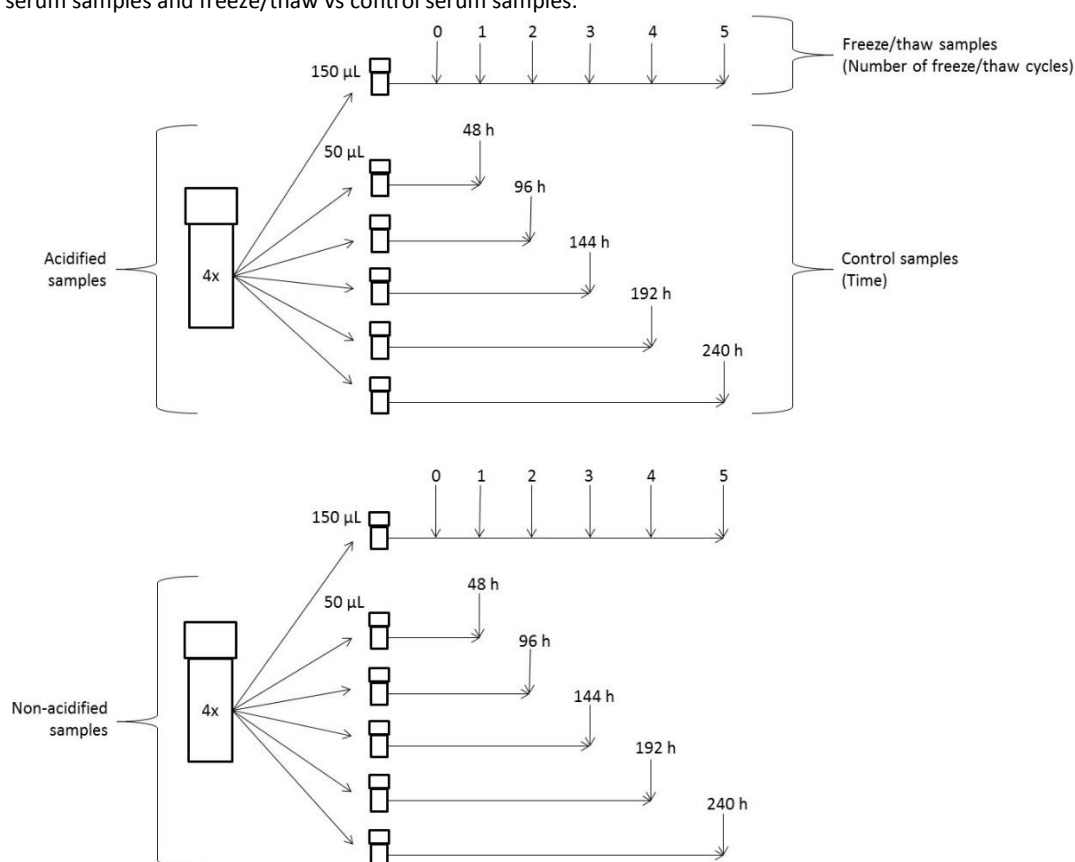 serum samples and freeze/thaw vs control serum samples.
0 1 2 3 4 5
Freeze/thaw samples
(Number of freeze/thaw cycles)
150 µL
48 h
50 µL
96 h
144 h
Acidified
samples
4x
Control samples
(Time)
192 h
240 h
0 1 2 3 4 5
150 µL
48 h
50 µL
96 h
144 h
Non-acidified
samples
4x
192 h
240 h